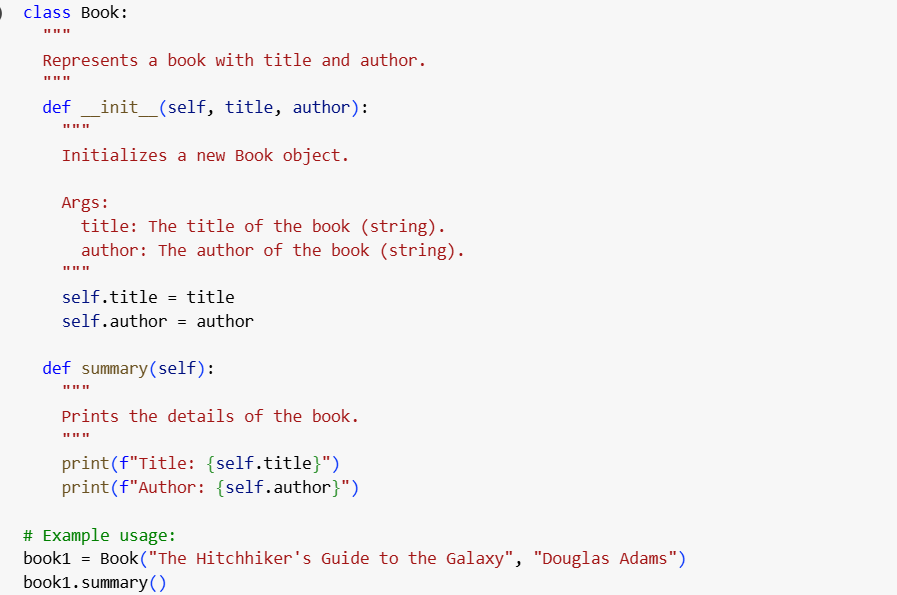 class Book:
  """
  Represents a book with title and author.
  """
  def __init__(self, title, author):
    """
    Initializes a new Book object.

    Args:
      title: The title of the book (string).
      author: The author of the book (string).
    """
    self.title = title
    self.author = author

  def summary(self):
    """
    Prints the details of the book.
    """
    print(f"Title: {self.title}")
    print(f"Author: {self.author}")

# Example usage:
book1 = Book("The Hitchhiker's Guide to the Galaxy", "Douglas Adams")
book1.summary()